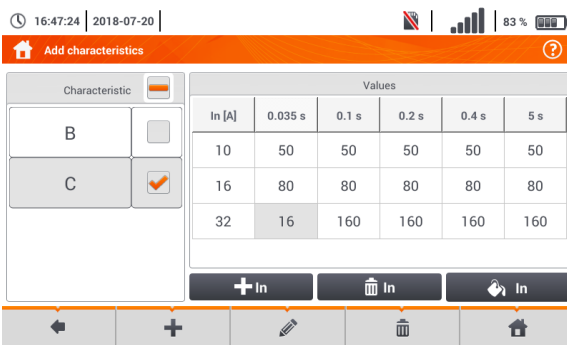 16:47:24 2018-07-20 83 %
Add characteristics
?
Characteristic Values
In [A] 0.035 s 0.1 s 0.2 s 0.4 s 5 s
B
10 50 50 50 50 50
C
16 80 80 80 80 80
32 16 160 160 160 160
In In In